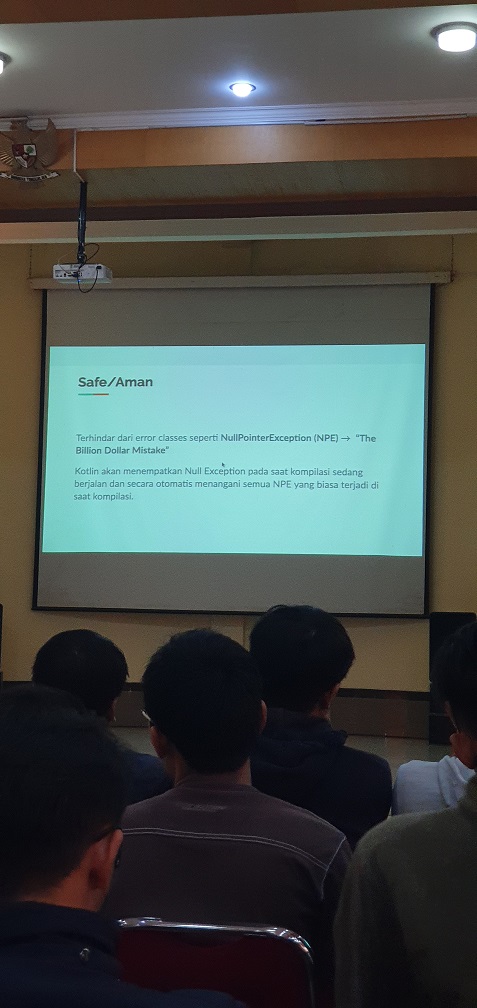 Safe/Aman
Terhindar dari error classes seperti NullPointerException (NPE) → "The
Billion Dollar Mistake"
Kotlin akan menempatkan Null Exception pada saat kompilasi sedang
berjalan dan secara otomatis menangani semua NPE yang biasa terjadi di
saat kompilasi.